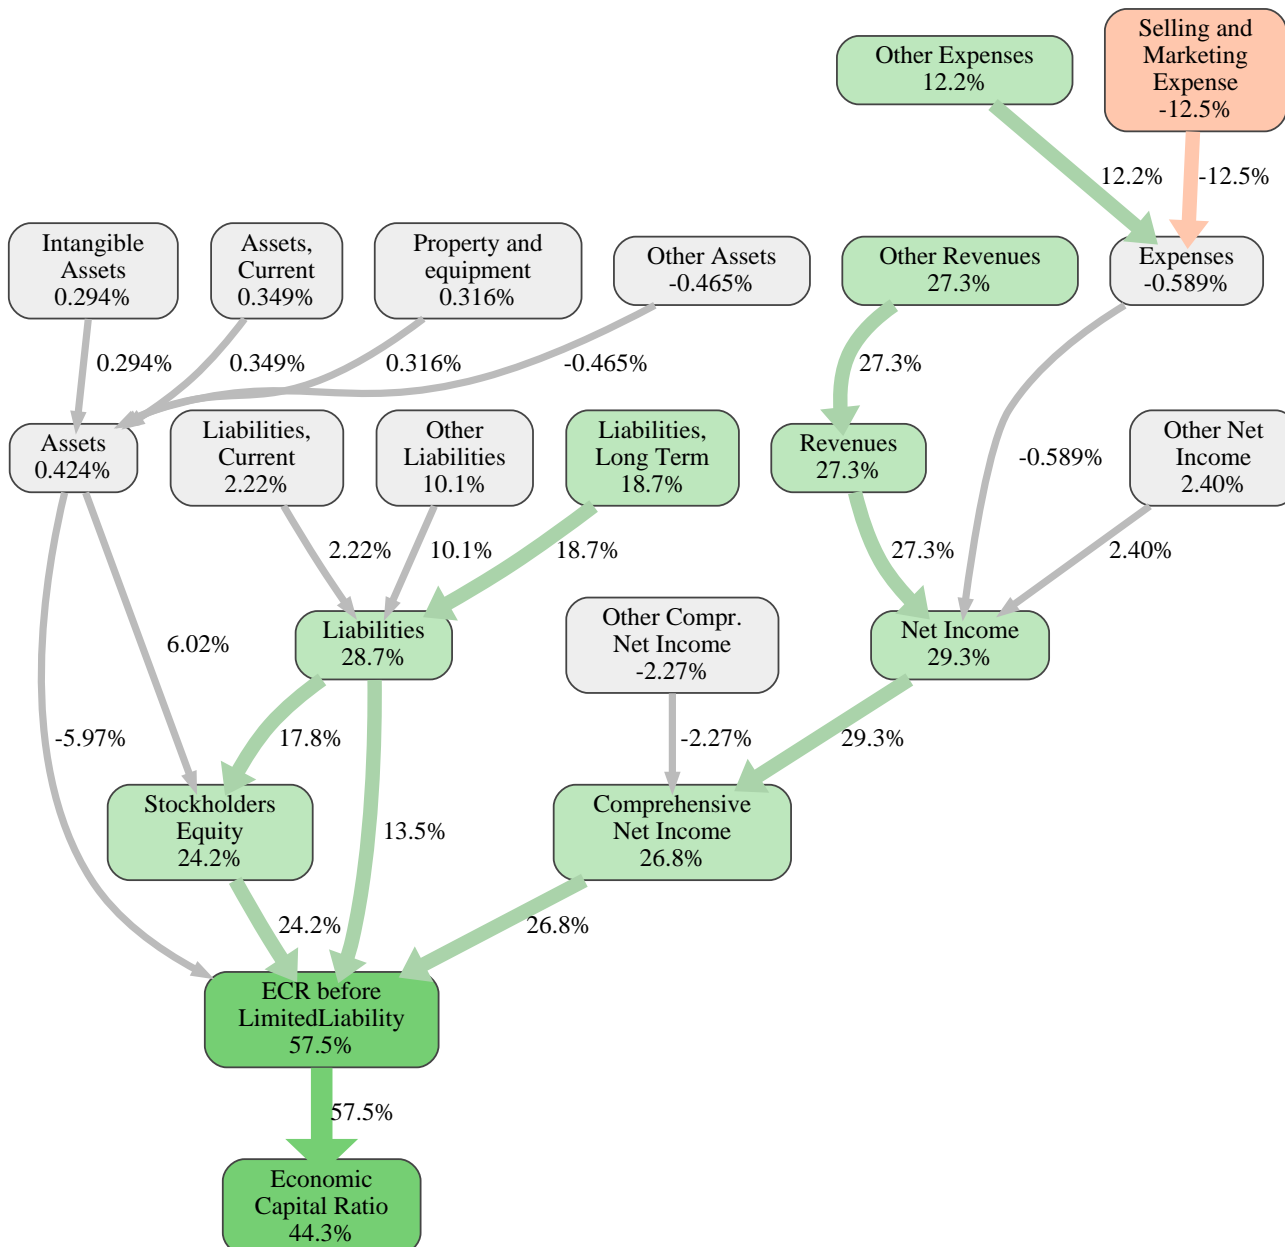 Other Expenses
12.2%
Selling and
Marketing
Expense
-12.5%
12.2%
-12.5%
Intangible
Assets
0.294%
Assets,
Current
0.349%
Property and
equipment
0.316%
Other Assets
-0.465%
Other Revenues
27.3%
Expenses
-0.589%
0.294%
0.349%
0.316%
-0.465%
27.3%
Assets
0.424%
Liabilities,
Current
2.22%
Other
Liabilities
10.1%
Liabilities,
Long Term
18.7%
Revenues
27.3%
-0.589%
Other Net
Income
2.40%
2.22%
10.1%
18.7%
27.3%
2.40%
6.02%
Liabilities
28.7%
Other Compr.
Net Income
-2.27%
Net Income
29.3%
-5.97%
17.8%
-2.27%
29.3%
Stockholders
Equity
24.2%
13.5%
Comprehensive
Net Income
26.8%
24.2%
26.8%
ECR before
LimitedLiability
57.5%
57.5%
Economic
Capital Ratio
44.3%